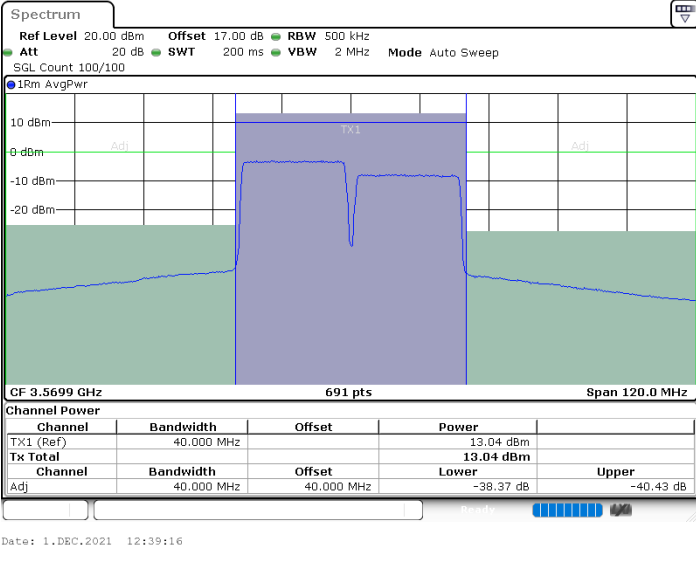 Spectrum
Ref Level 20.00 dBm Offset 17.00 dB RBW 500 kHz
Att 20 dB SWT 200 ms VBW 2 MHz Mode Auto Sweep
SGL Count 100/100
1Rm AvgPwr
10 dBm
TX1
Adj Adj
0 dBm
-10 dBm
-20 dBm
CF 3.5699 GHz 691 pts Span 120.0 MHz
Channel Power
Channel Bandwidth Offset Power
TX1 (Ref) 40.000 MHz 13.04 dBm
Tx Total 13.04 dBm
Channel Bandwidth Offset Lower Upper
Adj 40.000 MHz 40.000 MHz -38.37 dB -40.43 dB
Ready
Date: 1.DEC.2021 12:39:16